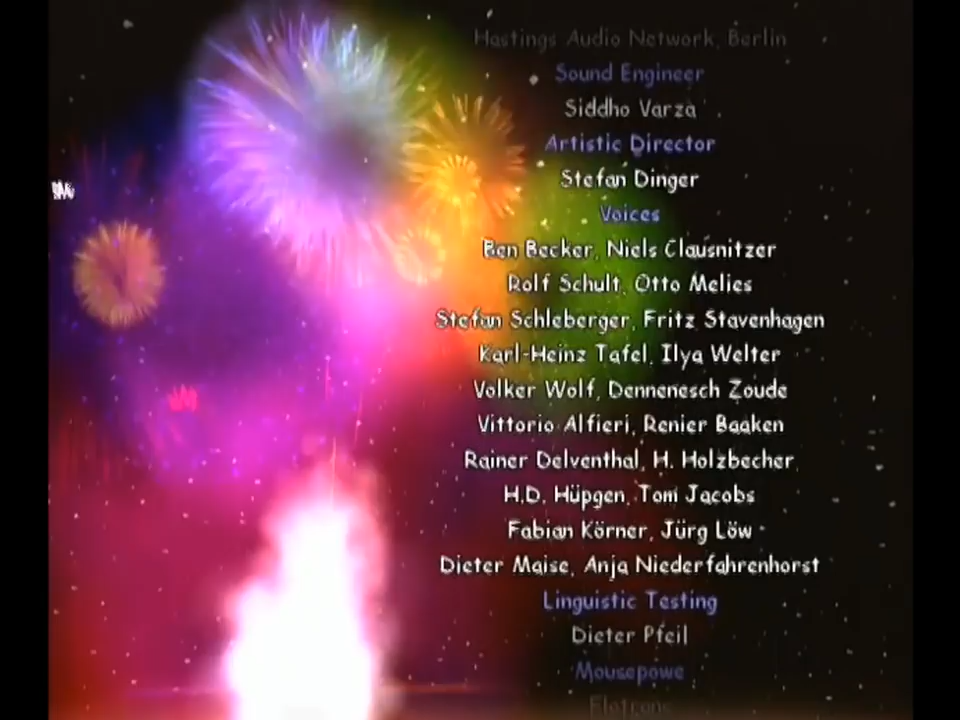 Hastings Audio Network, Berlin
Sound Engineer
Siddho Varza
Artistic Director
Stefan Dinger
Voices
Ben Becker, Niels Clausnitzer
Rolf Schult, Otto Melies
Stefan Schleberger, Fritz Stavenhagen
Karl-Heinz Tafel, Ilya Welter
Volker Wolf, Dennenesch Zoude
Vittorio Alfieri, Renier Baaken
Rainer Delventhal, H. Holzbecher
H.D. Hüpgen, Tom Jacobs
Fabian Körner, Jürg Löw
Dieter Maise, Anja Niederfahrenhorst
Linguistic Testing
Dieter Pfeil
Mousepowe